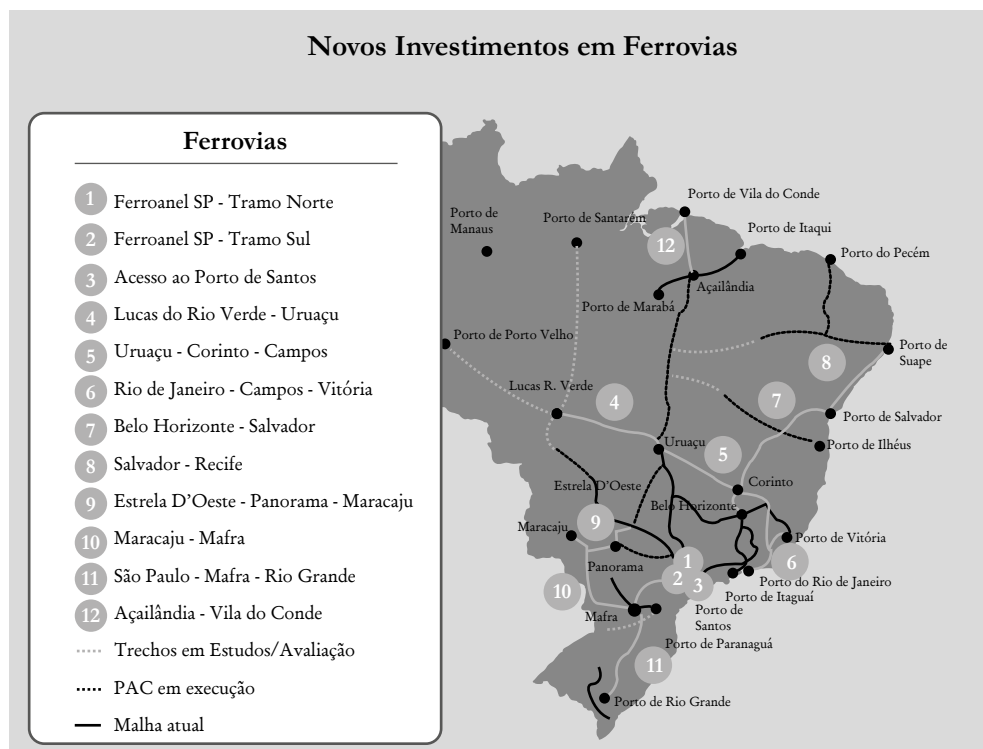 Novos Investimentos em Ferrovias
Ferrovias
1 Ferroanel SP - Tramo Norte
2 Ferroanel SP - Tramo Sul
3 Acesso ao Porto de Santos
4 Lucas do Rio Verde - Uruaçu
5 Uruaçu - Corinto - Campos
6 Rio de Janeiro - Campos - Vitória
7 Belo Horizonte - Salvador
8 Salvador - Recife
9 Estrela D’Oeste - Panorama - Maracaju
10 Maracaju - Mafra
11 São Paulo - Mafra - Rio Grande
12 Açailândia - Vila do Conde
Trechos em Estudos/Avaliação
PAC em execução
Malha atual
Porto de Vila do Conde
Porto de
Manaus
Porto de Santarém
12
Porto de Itaqui
Porto do Pecém
Açailândia
Porto de Marabá
Porto de Porto Velho
Porto de
Suape
8
Lucas R. Verde
4
7
Porto de Salvador
Uruaçu
Porto de Ilhéus
5
Estrela D’Oeste
Corinto
Belo Horizonte
9
Maracaju
Porto de Vitória
Panorama
1
6
2
3
Porto do Rio de Janeiro
Porto de Itaguaí
10
Mafra
Porto de
Santos
Porto de Paranaguá
11
Porto de Rio Grande